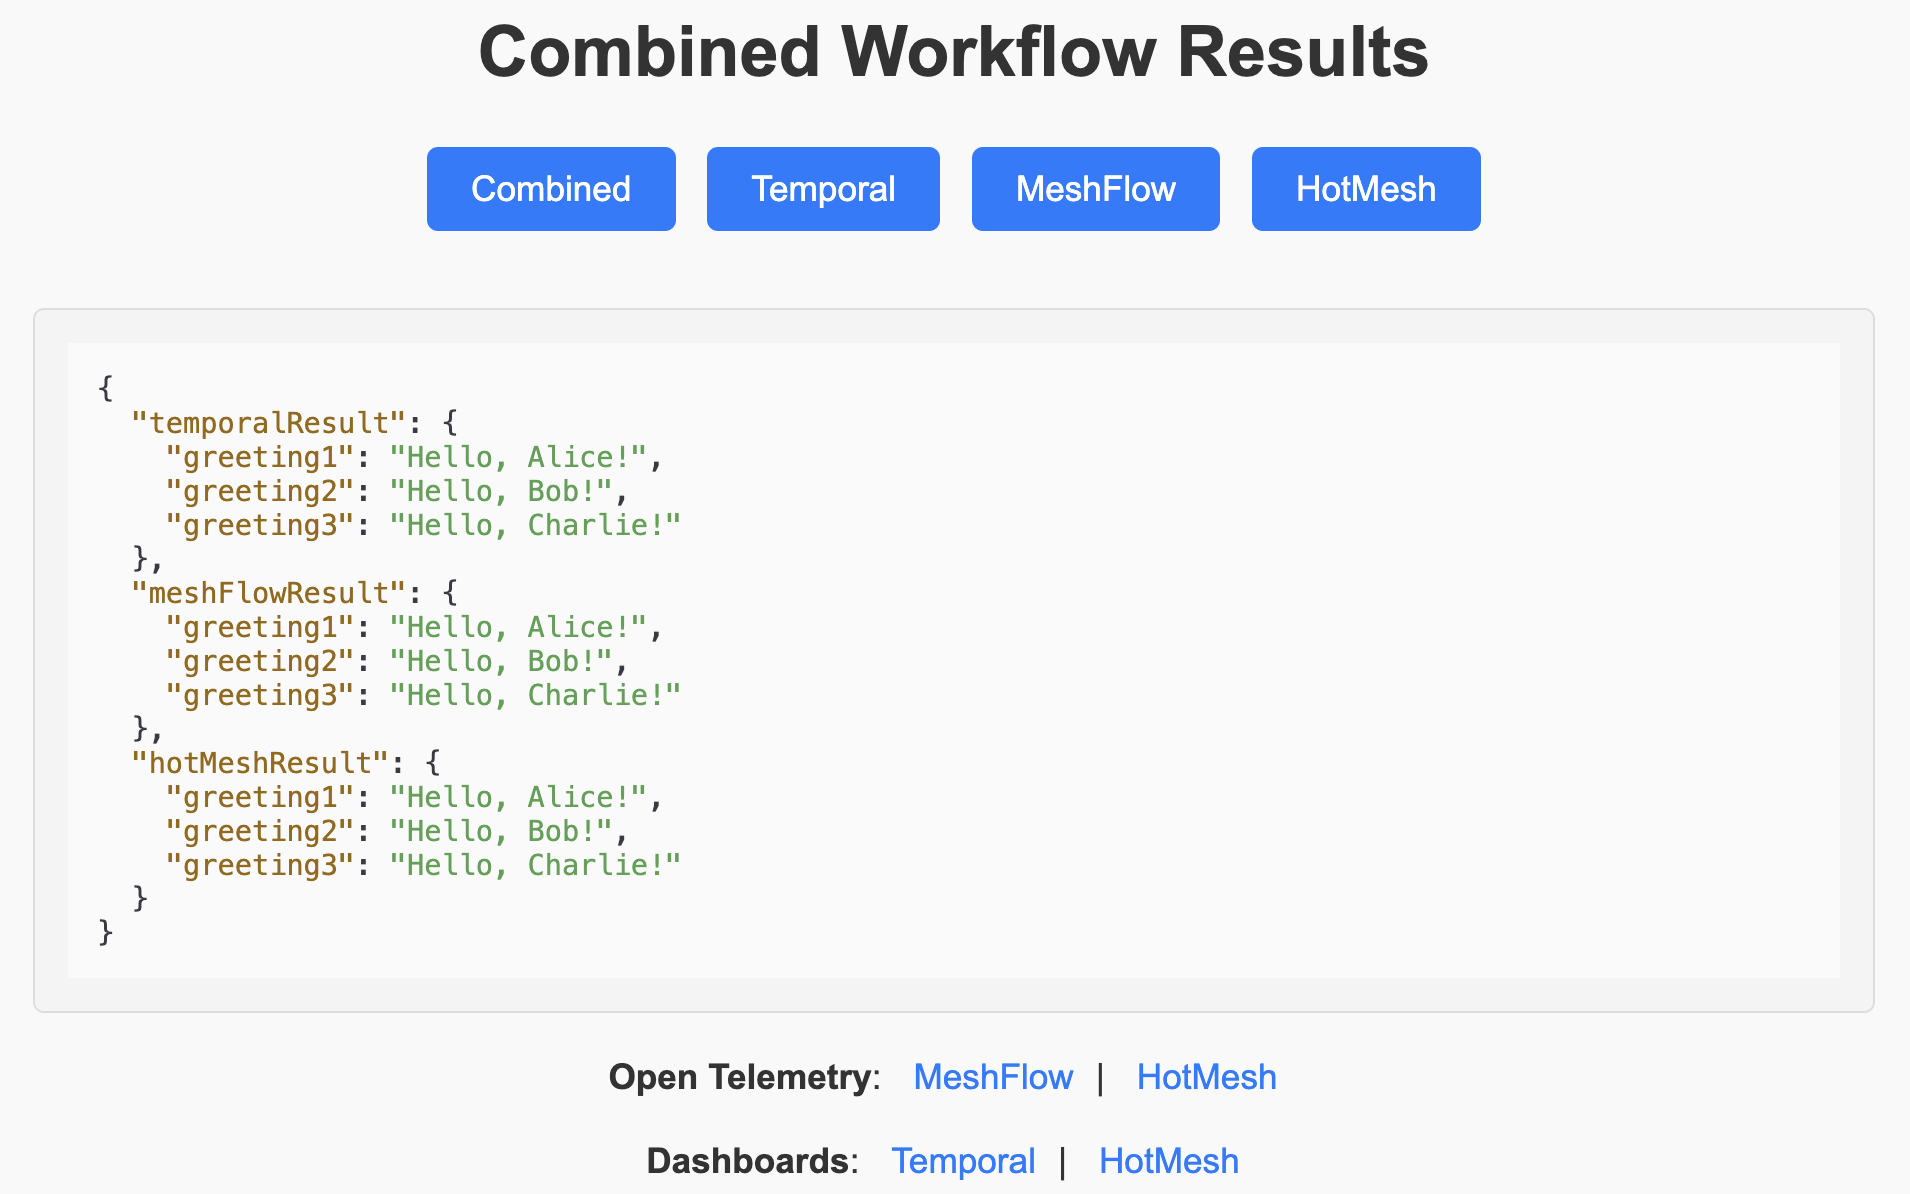 Combined Workflow Results
Combined Temporal MeshFlow HotMesh
{
  "temporalResult": {
    "greeting1": "Hello, Alice!",
    "greeting2": "Hello, Bob!",
    "greeting3": "Hello, Charlie!"
  },
  "meshFlowResult": {
    "greeting1": "Hello, Alice!",
    "greeting2": "Hello, Bob!",
    "greeting3": "Hello, Charlie!"
  },
  "hotMeshResult": {
    "greeting1": "Hello, Alice!",
    "greeting2": "Hello, Bob!",
    "greeting3": "Hello, Charlie!"
  }
}
Open Telemetry: MeshFlow | HotMesh
Dashboards: Temporal | HotMesh